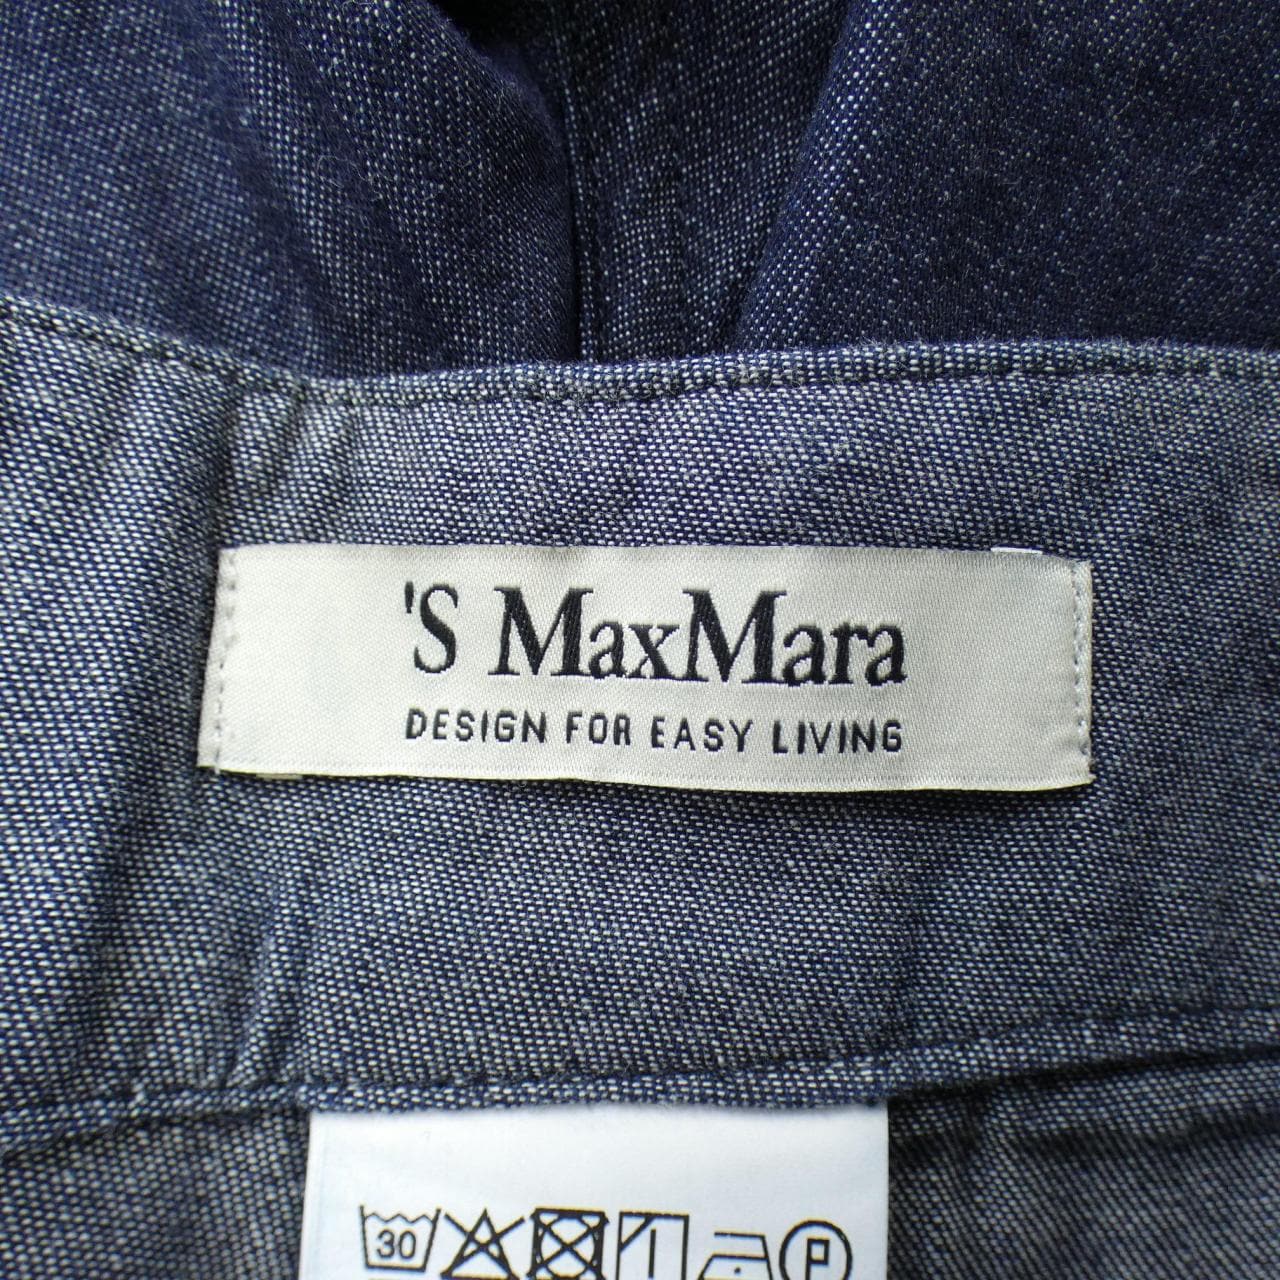 'S MaxMara
DESIGN FOR EASY LIVING
30 P